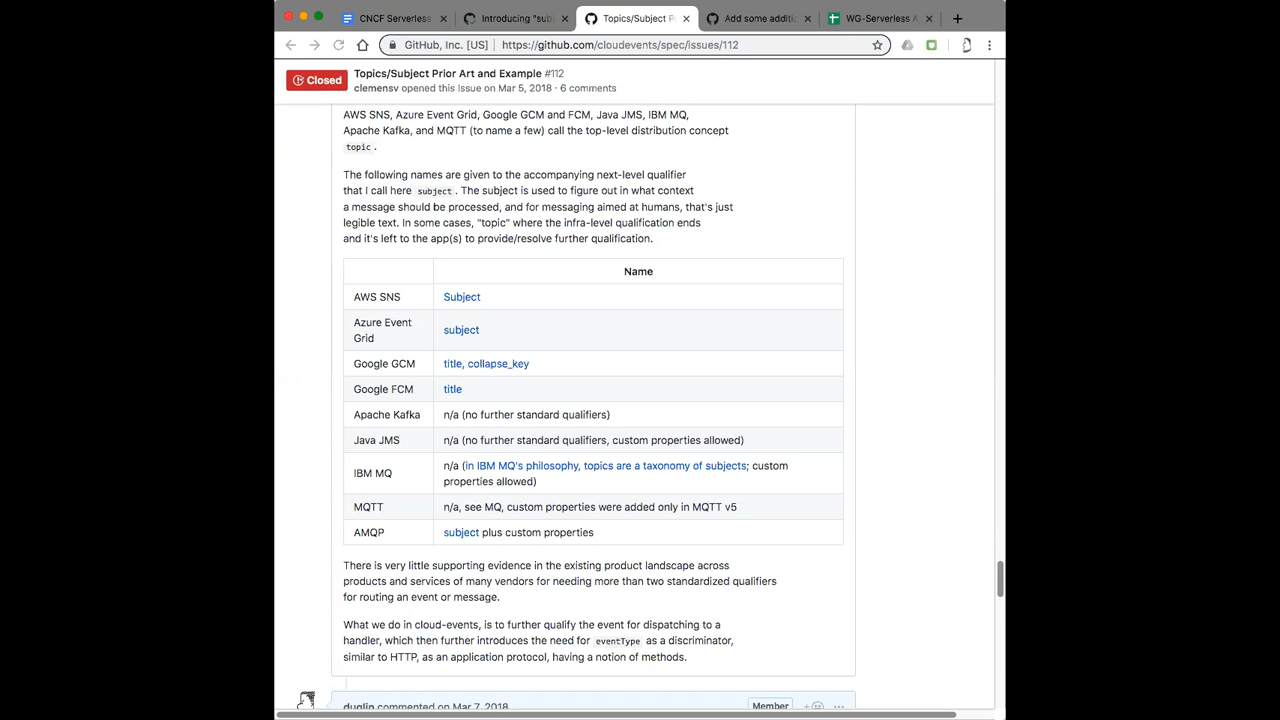 CNCF Serverless
Introducing "sub
Topics/Subject P
Add some additi
WG-Serverless A
GitHub, Inc. [US]
https://github.com/cloudevents/spec/issues/112
Closed
Topics/Subject Prior Art and Example #112
clemensv opened this issue on Mar 5, 2018 · 6 comments
AWS SNS, Azure Event Grid, Google GCM and FCM, Java JMS, IBM MQ,
Apache Kafka, and MQTT (to name a few) call the top-level distribution concept
topic .
The following names are given to the accompanying next-level qualifier
that I call here subject . The subject is used to figure out in what context
a message should be processed, and for messaging aimed at humans, that's just
legible text. In some cases, "topic" where the infra-level qualification ends
and it's left to the app(s) to provide/resolve further qualification.
Name
AWS SNS Subject
Azure Event
Grid
subject
Google GCM title, collapse_key
Google FCM title
Apache Kafka n/a (no further standard qualifiers)
Java JMS n/a (no further standard qualifiers, custom properties allowed)
IBM MQ
n/a (in IBM MQ's philosophy, topics are a taxonomy of subjects; custom
properties allowed)
MQTT n/a, see MQ, custom properties were added only in MQTT v5
AMQP subject plus custom properties
There is very little supporting evidence in the existing product landscape across
products and services of many vendors for needing more than two standardized qualifiers
for routing an event or message.
What we do in cloud-events, is to further qualify the event for dispatching to a
handler, which then further introduces the need for eventType as a discriminator,
similar to HTTP, as an application protocol, having a notion of methods.
duglin commented on Mar 7, 2018
Member